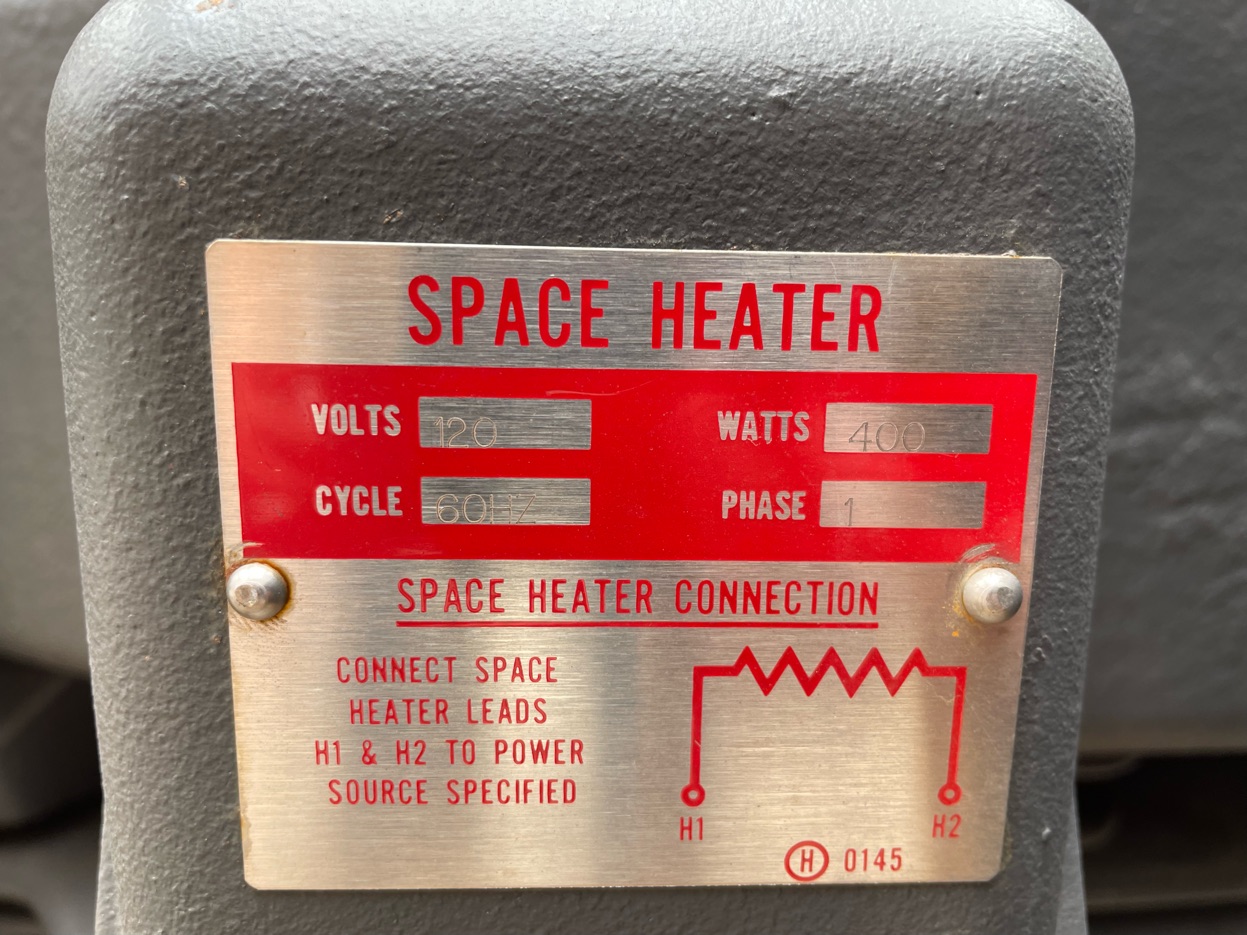 SPACE HEATER
VOLTS 120 WATTS 400
CYCLE 60HZ PHASE 1
SPACE HEATER CONNECTION
CONNECT SPACE
HEATER LEADS
H1 & H2 TO POWER
SOURCE SPECIFIED
H1 H2
H 0145